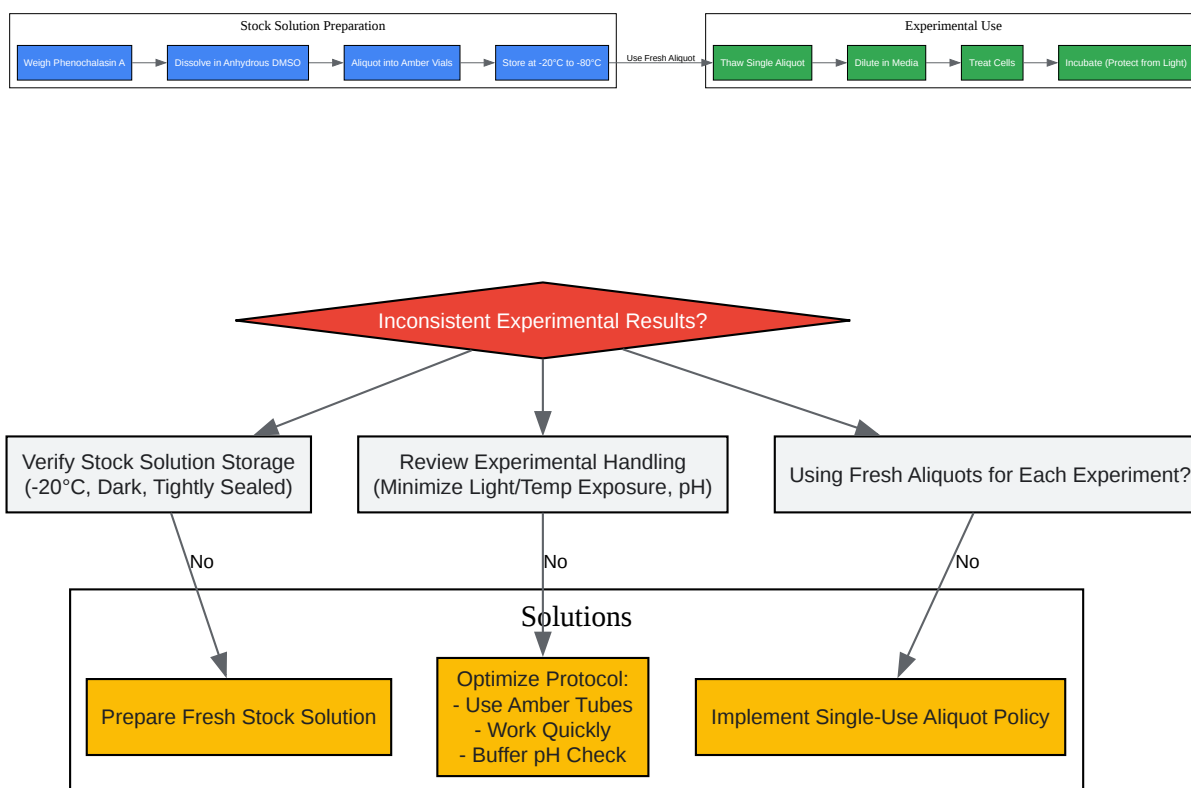 Stock Solution Preparation
Experimental Use
Weigh Phenochalasin A
Dissolve in Anhydrous DMSO
Aliquot into Amber Vials
Store at -20°C to -80°C
Use Fresh Aliquot
Thaw Single Aliquot
Dilute in Media
Treat Cells
Incubate (Protect from Light)
Inconsistent Experimental Results?
Verify Stock Solution Storage
(-20°C, Dark, Tightly Sealed)
Review Experimental Handling
(Minimize Light/Temp Exposure, pH)
Using Fresh Aliquots for Each Experiment?
No
No
No
Solutions
Prepare Fresh Stock Solution
Optimize Protocol:
- Use Amber Tubes
- Work Quickly
- Buffer pH Check
Implement Single-Use Aliquot Policy